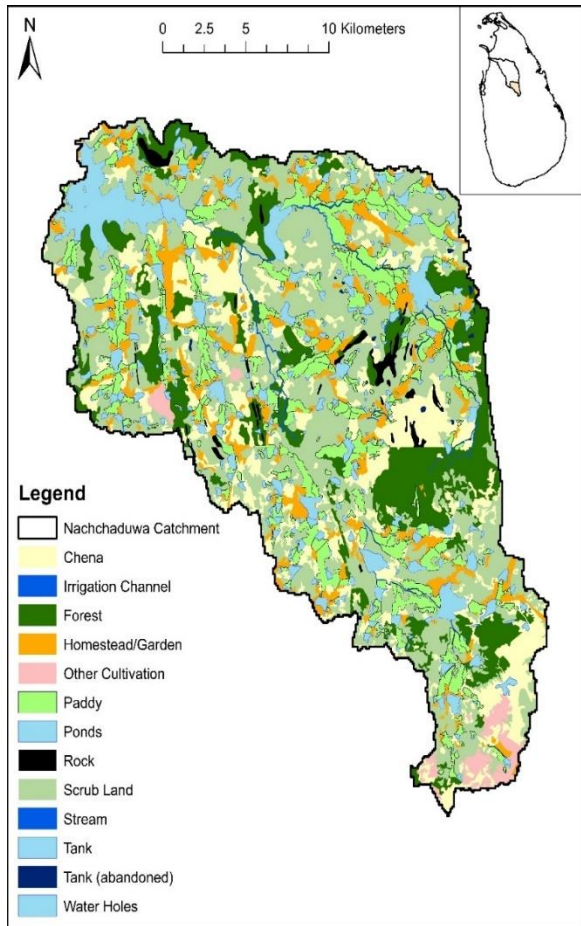 N
0 2.5 5 10 Kilometers
Legend
Nachchaduwa Catchment
Chena
Irrigation Channel
Forest
Homestead/Garden
Other Cultivation
Paddy
Ponds
Rock
Scrub Land
Stream
Tank
Tank (abandoned)
Water Holes